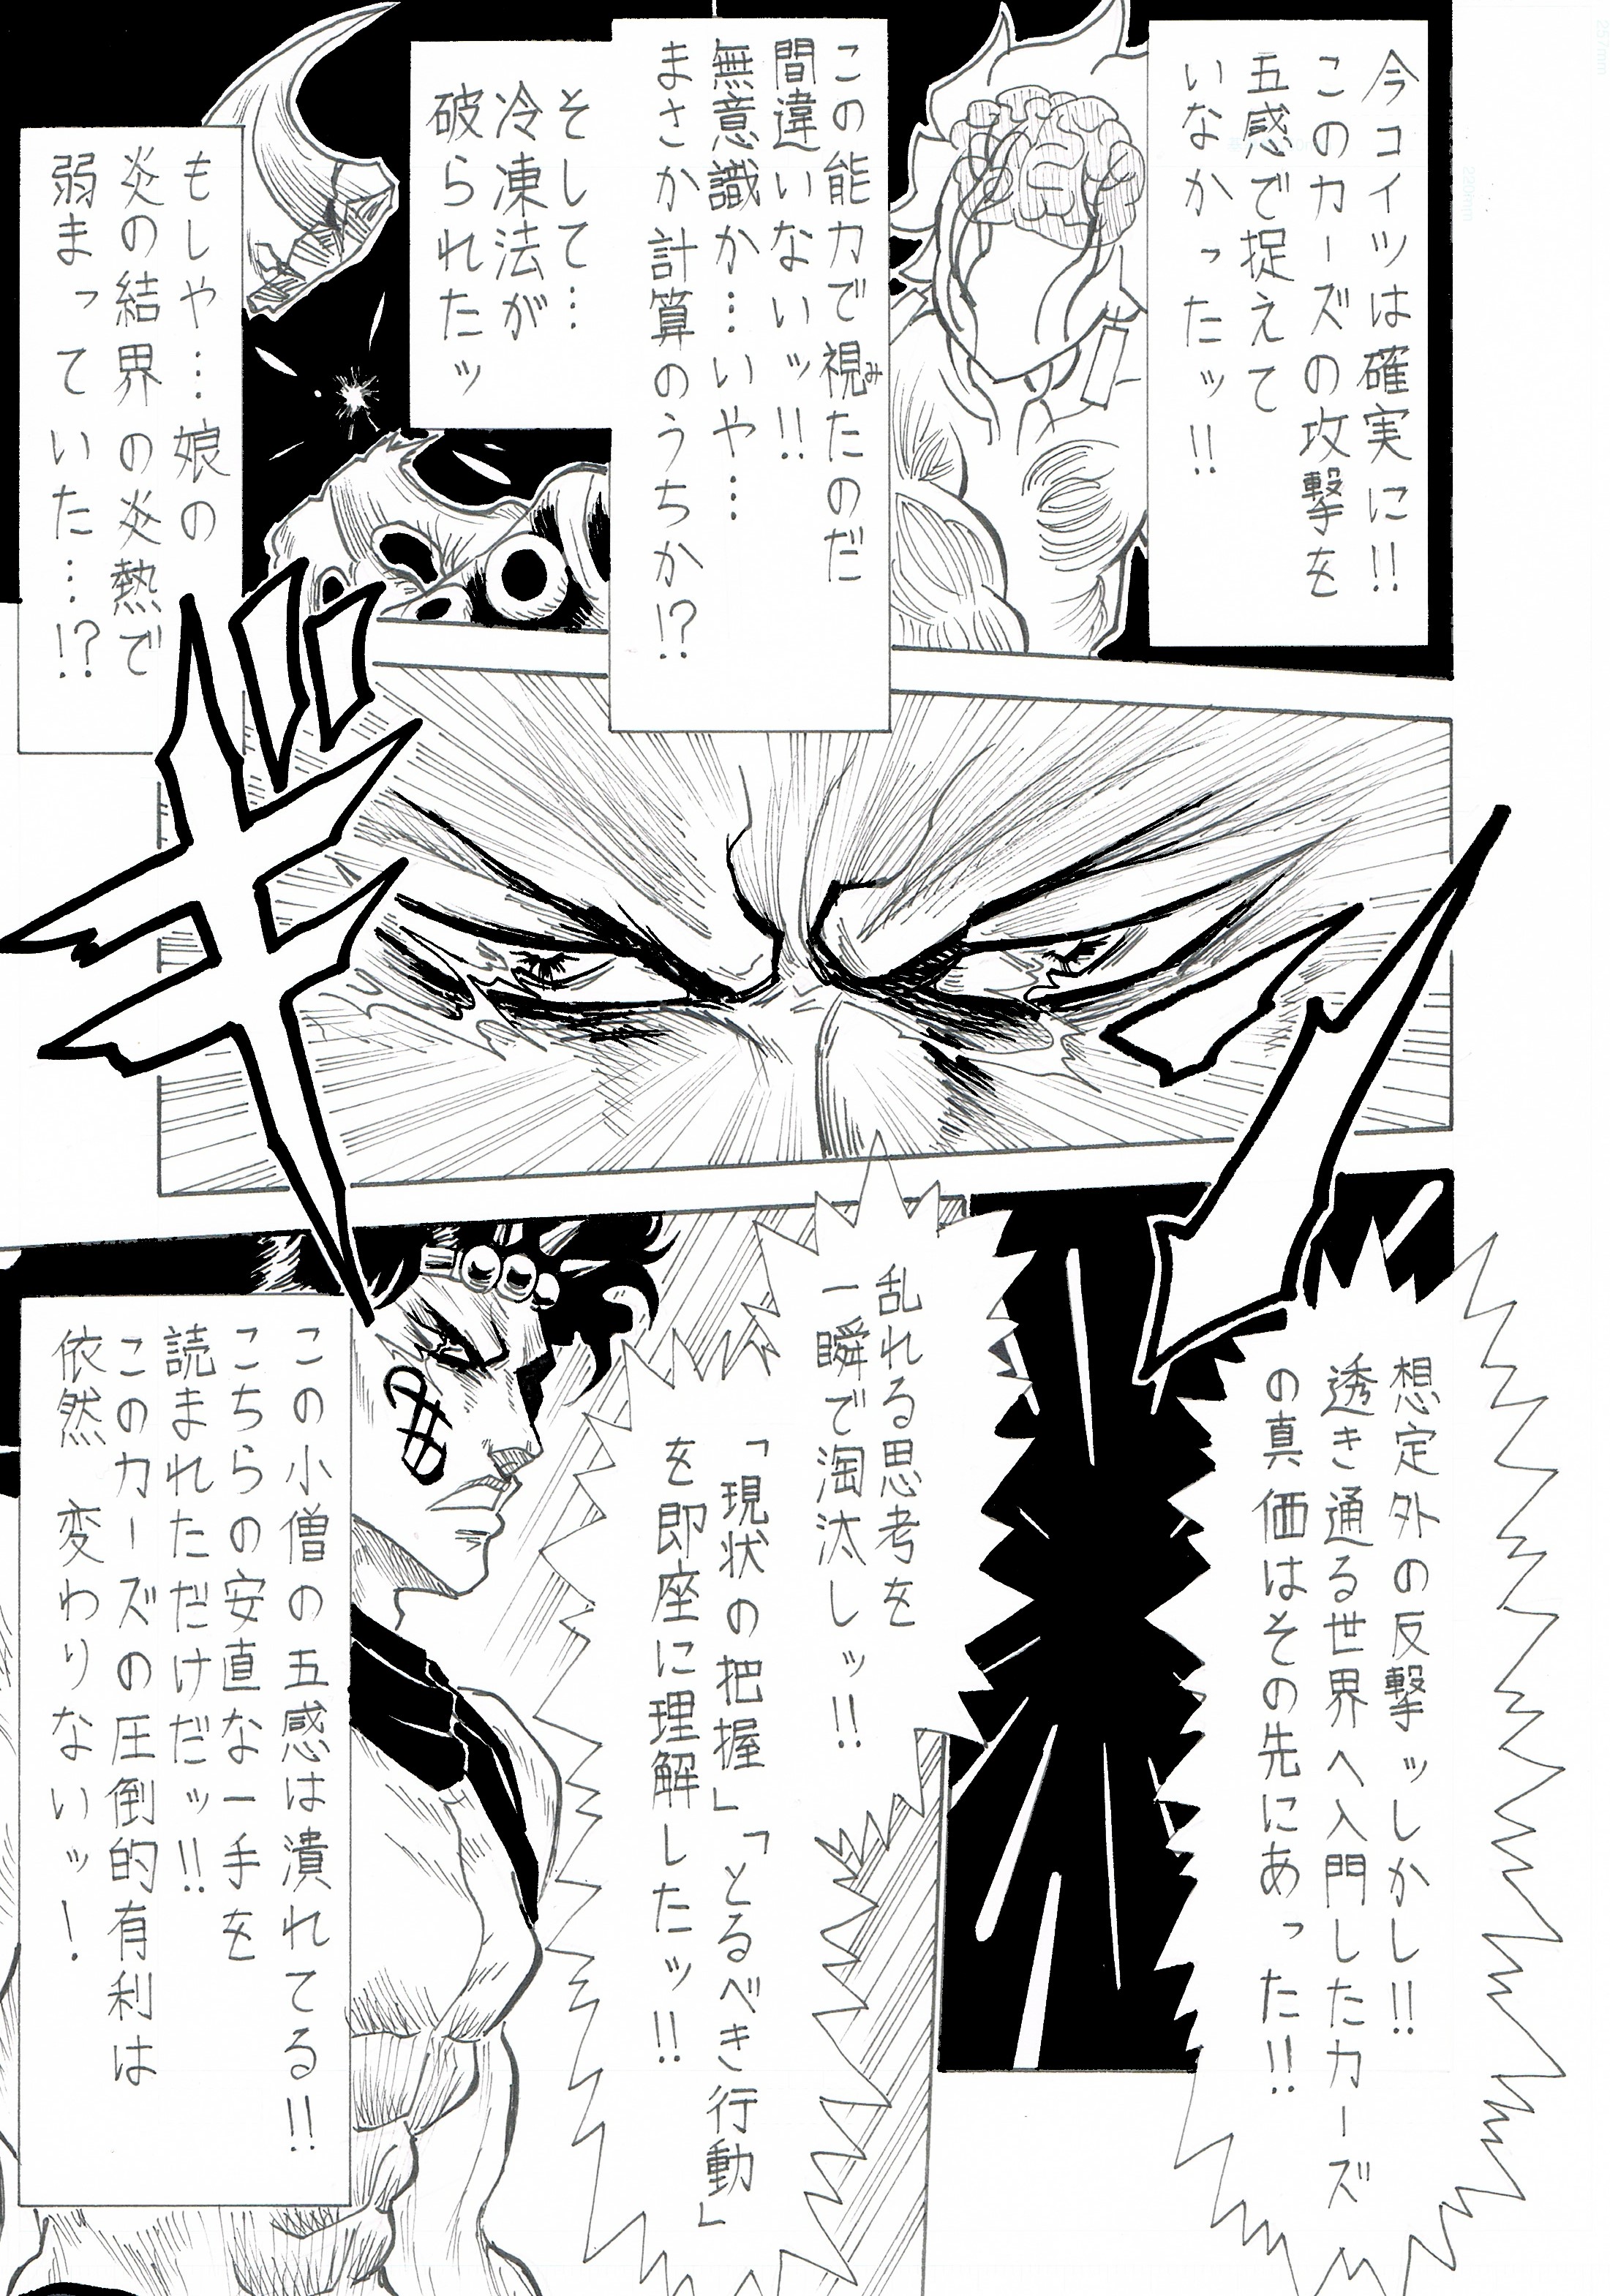 今コイツは確実に!!
このカーズの攻撃を
五感で捉えて
いなかったッ!!
この能力で視たのだ
み
間違いないッ!!
無意識か…いや…
まさか計算のうちか!?
そして…
冷凍法が
破られたッ
もしや…娘の
炎の結界の炎熱で
弱まっていた…!?
ギンッ
想定外の反撃ッしかし!!
透き通る世界へ入門したカーズ
の真価はその先にあった!!
乱れる思考を
一瞬で淘汰しッ!!
「現状の把握」「とるべき行動」
を即座に理解したッ!!
この小僧の五感は潰れてる!!
こちらの安直な一手を
読まれただけだッ!!
このカーズの圧倒的有利は
依然 変わりないッ!